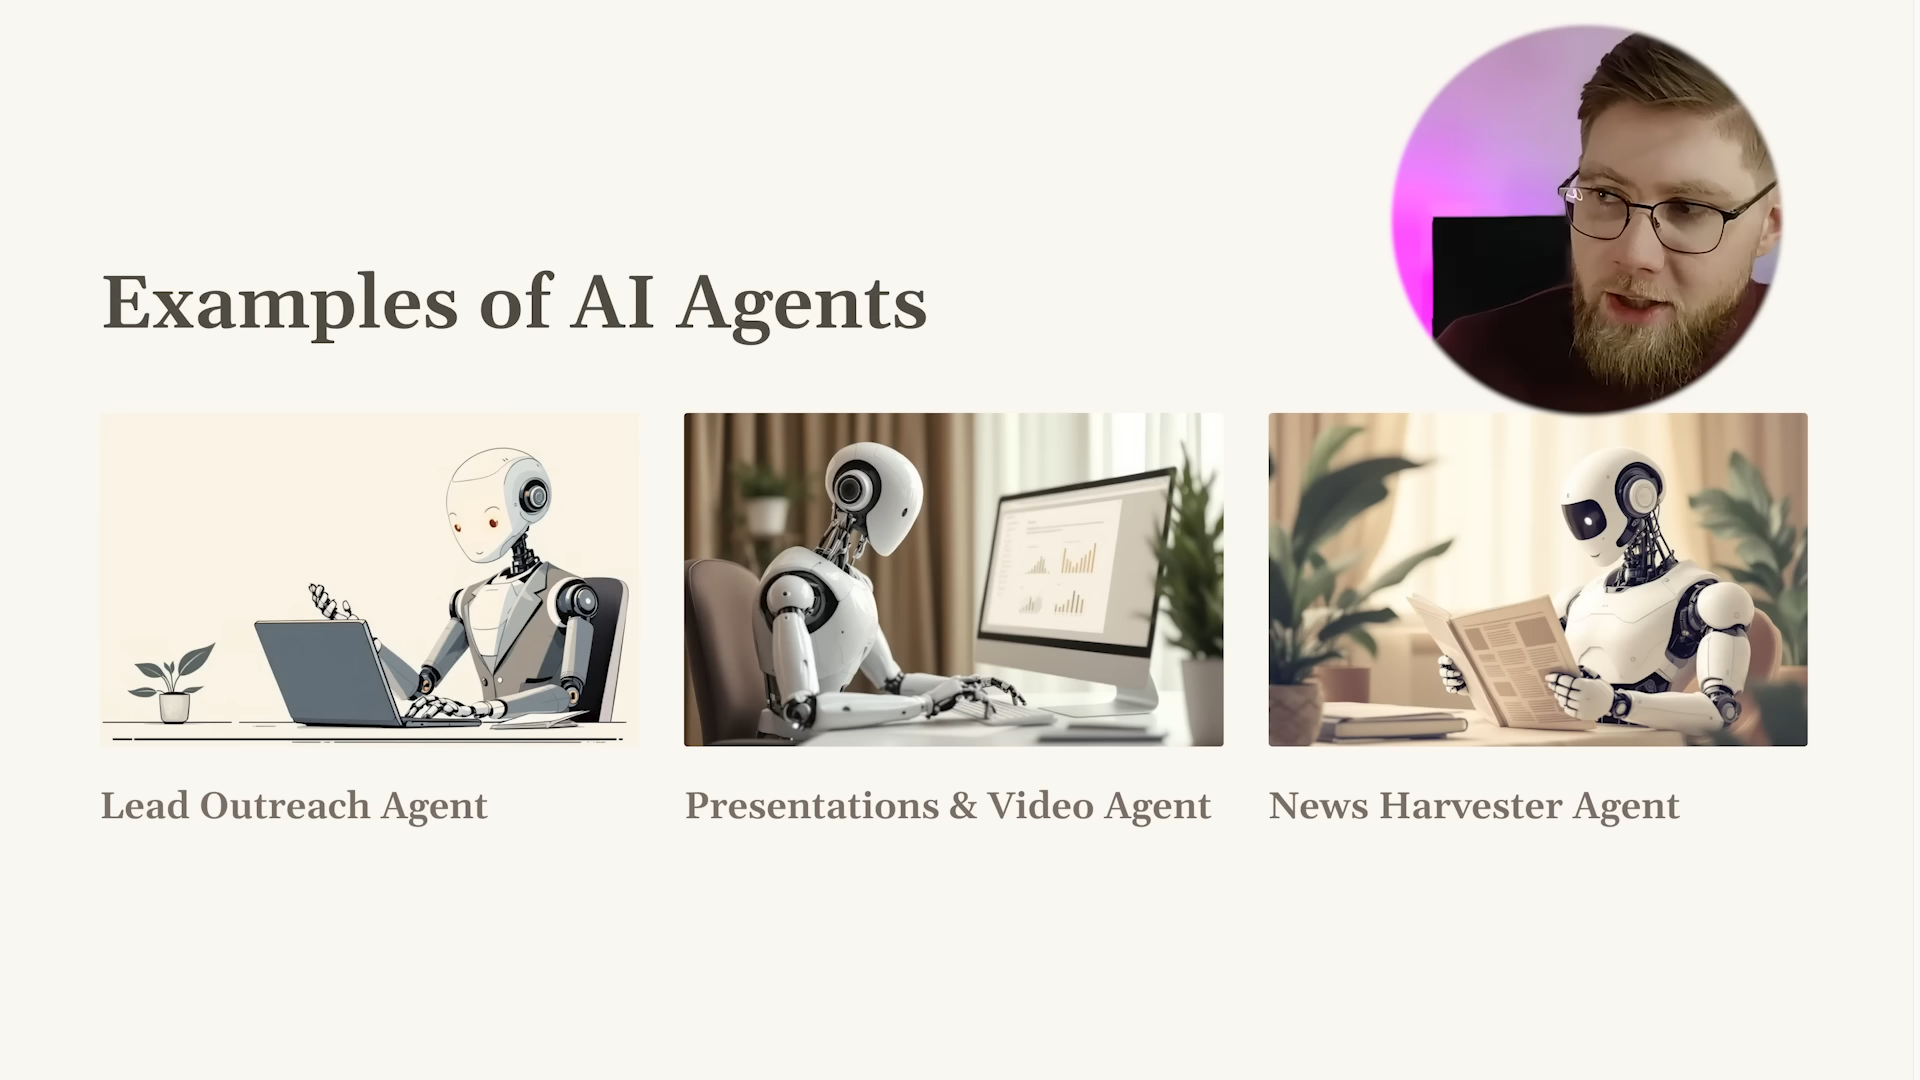 Examples of AI Agents
Lead Outreach Agent
Presentations & Video Agent
News Harvester Agent